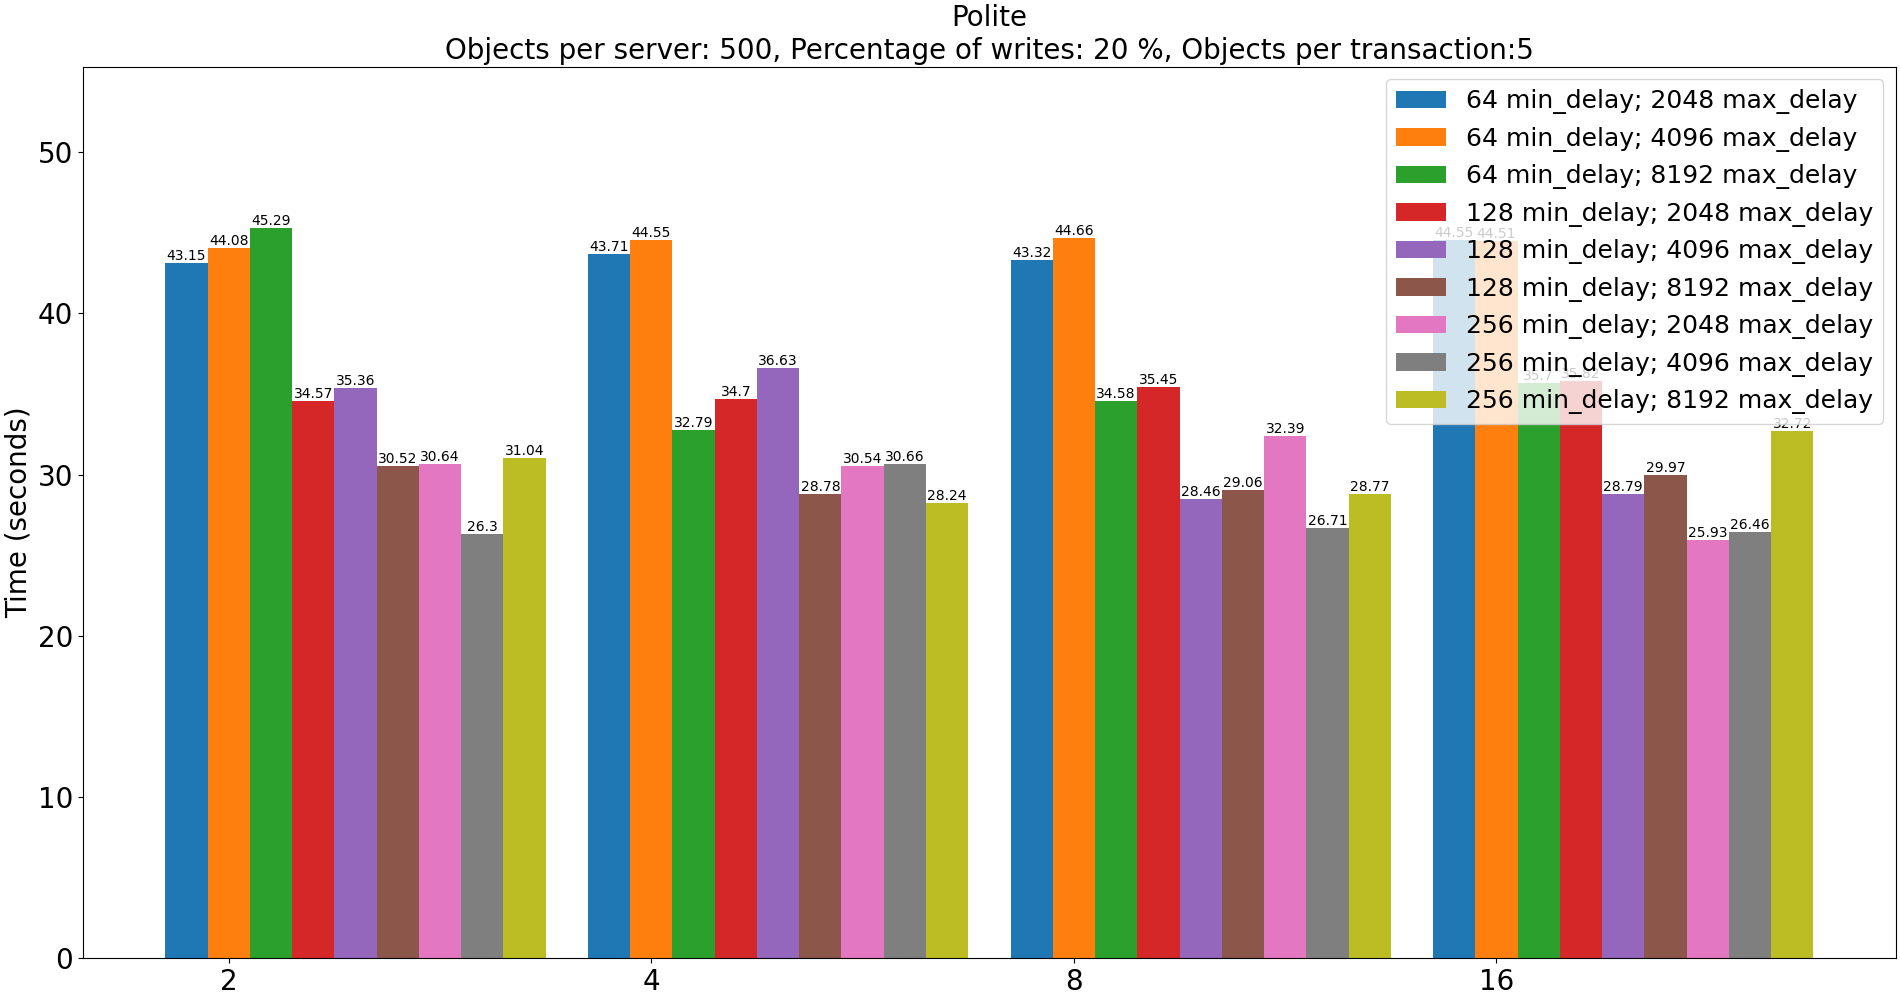 Polite
Objects per server: 500, Percentage of writes: 20 %, Objects per transaction:5
64 min_delay; 2048 max_delay
64 min_delay; 4096 max_delay
64 min_delay; 8192 max_delay
128 min_delay; 2048 max_delay
128 min_delay; 4096 max_delay
128 min_delay; 8192 max_delay
256 min_delay; 2048 max_delay
256 min_delay; 4096 max_delay
256 min_delay; 8192 max_delay
Time (seconds)
50
40
30
20
10
0
43.15 44.08 45.29 34.57 35.36 30.52 30.64 26.3 31.04
43.71 44.55 32.79 34.7 36.63 28.78 30.54 30.66 28.24
43.32 44.66 34.58 35.45 28.46 29.06 32.39 26.71 28.77
44.55 44.51 35.7 35.82 28.79 29.97 25.93 26.46 32.72
2 4 8 16